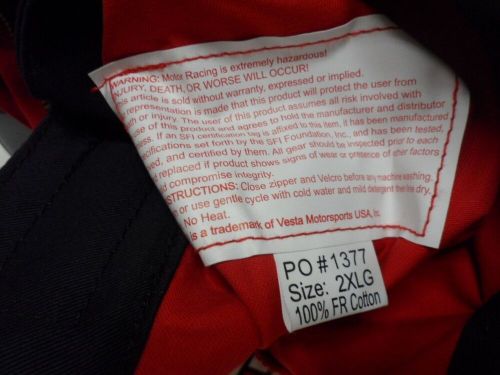 WARNING: Motor Racing is extremely hazardous!
INJURY, DEATH, OR WORSE WILL OCCUR!
This article is sold without warranty, expressed or implied.
representation is made that this product will protect the user from
or injury. The user of this product assumes all risk involved with
use of this product and agrees to hold the manufacturer and distributor
If an SFI certification tag is affixed to this item, it has been manufactured
specifications set forth by the SFI Foundation, Inc., and has been tested,
and certified by them. All gear should be inspected prior to each
replaced if product shows signs of wear or presence of other factors
compromise integrity.
INSTRUCTIONS: Close zipper and Velcro before any machine washing.
or use gentle cycle with cold water and mild detergent line dry,
No Heat.
is a trademark of Vesta Motorsports USA, Inc.
PO#1377
Size: 2XLG
100% FR Cotton